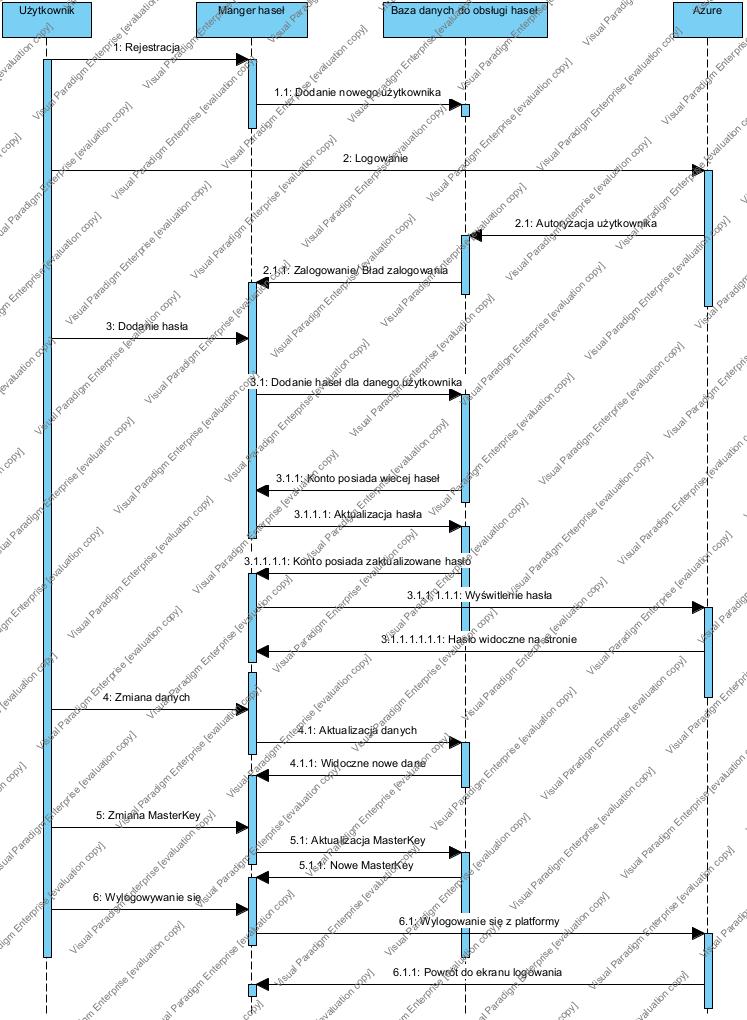 Użytkownik
Manger haseł
Baza danych do obsługi haseł
Azure
1: Rejestracja
1.1: Dodanie nowego użytkownika
2: Logowanie
2.1: Autoryzacja użytkownika
2.1.1: Zalogowanie/ Bład zalogowania
3: Dodanie hasła
3.1: Dodanie haseł dla danego użytkownika
3.1.1: Konto posiada wiecej haseł
3.1.1.1: Aktualizacja hasła
3.1.1.1.1: Konto posiada zaktualizowane hasło
3.1.1.1.1.1: Wyświtlenie hasła
3.1.1.1.1.1.1: Hasło widoczne na stronie
4: Zmiana danych
4.1: Aktualizacja danych
4.1.1: Widoczne nowe dane
5: Zmiana MasterKey
5.1: Aktualizacja MasterKey
5.1.1: Nowe MasterKey
6: Wylogowywanie się
6.1: Wylogowanie się z platformy
6.1.1: Powrót do ekranu logowania
Visual Paradigm Enterprise [evaluation copy]